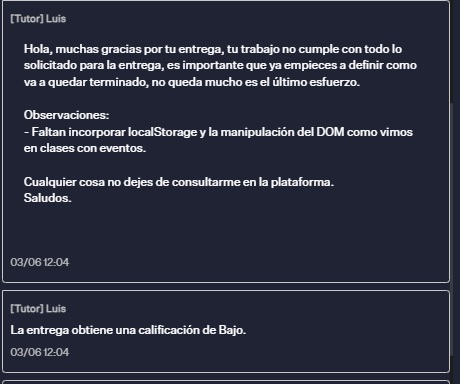 [Tutor] Luis
Hola, muchas gracias por tu entrega, tu trabajo no cumple con todo lo
solicitado para la entrega, es importante que ya empieces a definir como
va a quedar terminado, no queda mucho es el último esfuerzo.
Observaciones:
- Faltan incorporar localStorage y la manipulación del DOM como vimos
en clases con eventos.
Cualquier cosa no dejes de consultarme en la plataforma.
Saludos.
03/06 12:04
[Tutor] Luis
La entrega obtiene una calificación de Bajo.
03/06 12:04